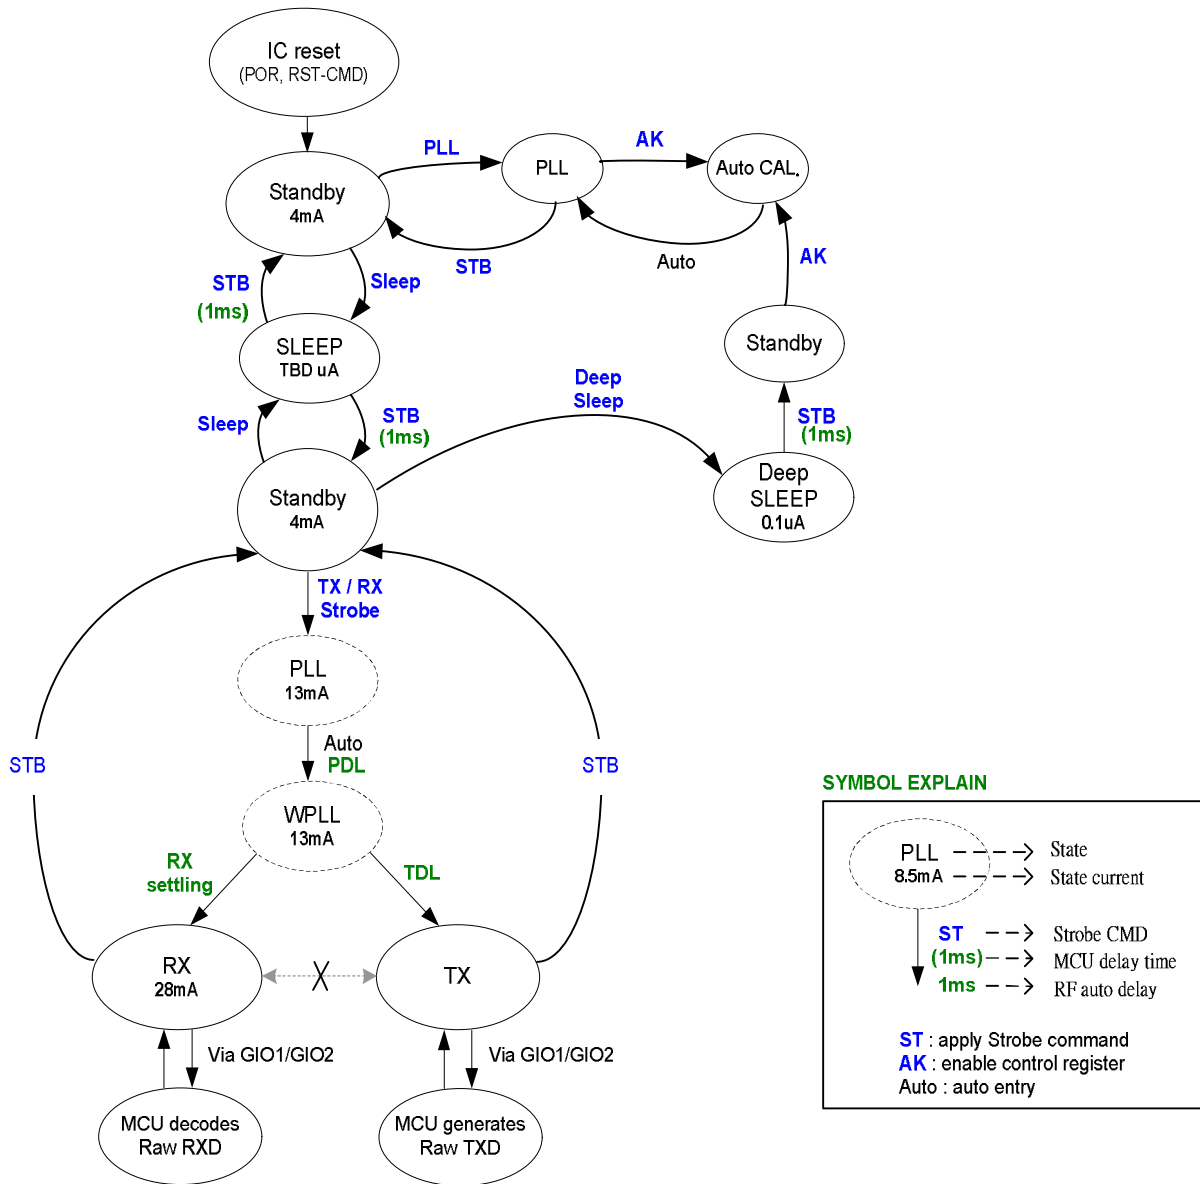 IC reset
(POR, RST-CMD)
PLL
AK
Standby
4mA
PLL
Auto CAL.
STB
Auto
AK
STB
(1ms)
Sleep
SLEEP
TBD uA
Standby
Deep
Sleep
Sleep
STB
(1ms)
STB
(1ms)
Standby
4mA
Deep
SLEEP
0.1uA
TX / RX
Strobe
PLL
13mA
STB
Auto
PDL
STB
WPLL
13mA
RX
settling
TDL
RX
28mA
X
TX
Via GIO1/GIO2
Via GIO1/GIO2
MCU decodes
Raw RXD
MCU generates
Raw TXD
SYMBOL EXPLAIN
PLL
8.5mA
State
State current
ST
Strobe CMD
(1ms)
MCU delay time
1ms
RF auto delay
ST : apply Strobe command
AK : enable control register
Auto : auto entry